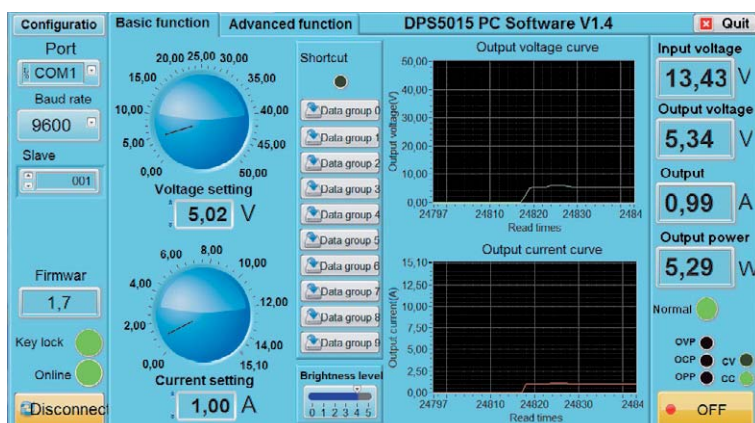 Configuratio
Basic function
Advanced function
DPS5015 PC Software V1.4
Quit
Port
COM1
Baud rate
9600
Slave
001
Firmwar
1,7
Key lock
Online
Disconnect
0,00
5,00
10,00
15,00
20,00
25,00
30,00
35,00
40,00
45,00
50,00
Voltage setting
5,02 V
0,00
2,00
4,00
6,00
8,00
10,00
12,00
14,00
15,10
Current setting
1,00 A
Shortcut
Data group 0
Data group 1
Data group 2
Data group 3
Data group 4
Data group 5
Data group 6
Data group 7
Data group 8
Data group 9
Brightness level
0 1 2 3 4 5
Output voltage curve
Output voltage(V)
50,00
40,00
30,00
20,00
10,00
0,00
24797 24810 24820 24830 2484
Read times
Output current curve
Output current(A)
15,10
12,50
10,00
7,50
5,00
2,50
0,00
24797 24810 24820 24830 2484
Read times
Input voltage
13,43 V
Output voltage
5,34 V
Output
0,99 A
Output power
5,29 W
Normal
OVP
OCP
OPP
CV
CC
OFF